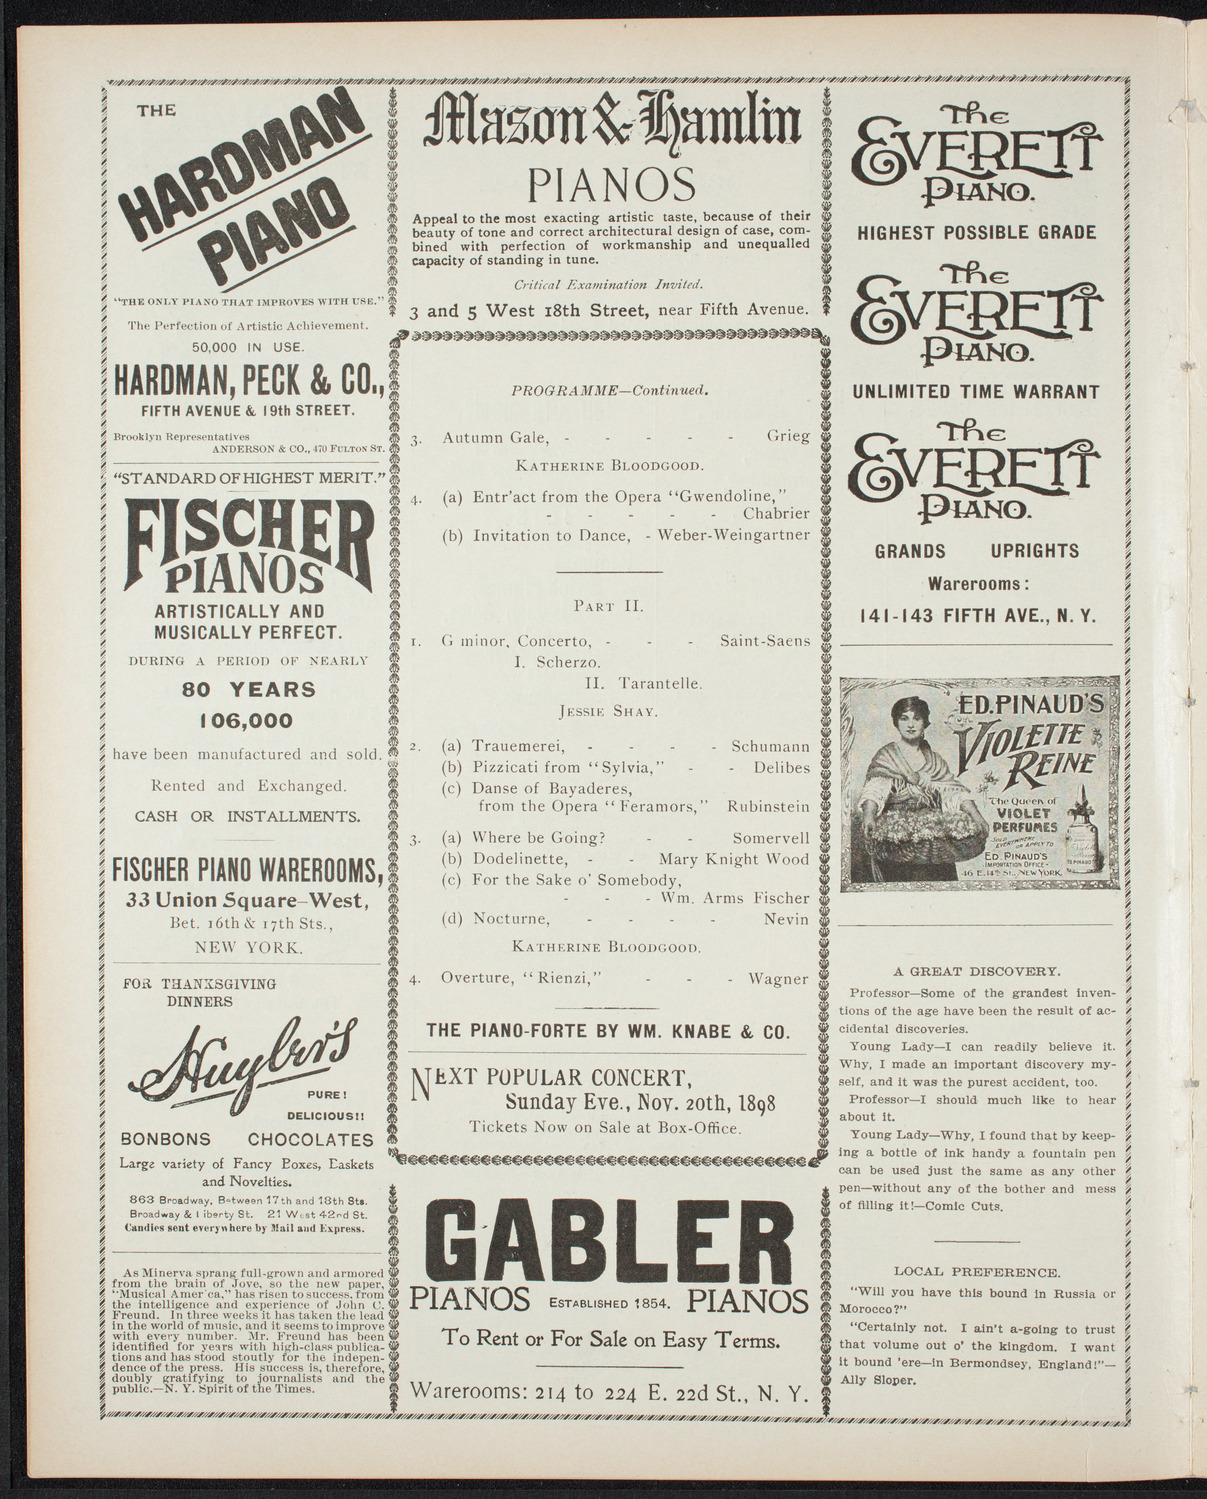 THE
HARDMAN
PIANO
"THE ONLY PIANO THAT IMPROVES WITH USE."
The Perfection of Artistic Achievement.
50,000 IN USE.
HARDMAN, PECK & CO.,
FIFTH AVENUE & 19th STREET.
Brooklyn Representatives
ANDERSON & CO., 470 FULTON ST.
"STANDARD OF HIGHEST MERIT."
FISCHER
PIANOS
ARTISTICALLY AND
MUSICALLY PERFECT.
DURING A PERIOD OF NEARLY
80 YEARS
106,000
have been manufactured and sold.
Rented and Exchanged.
CASH OR INSTALLMENTS.
FISCHER PIANO WAREROOMS,
33 Union Square-West,
Bet. 16th & 17th Sts.,
NEW YORK.
FOR THANKSGIVING
DINNERS
Huyler's
PURE!
DELICIOUS!!
BONBONS CHOCOLATES
Large variety of Fancy Boxes, Baskets
and Novelties.
863 Broadway, Between 17th and 18th Sts.
Broadway & Liberty St. 21 West 42nd St.
Candies sent everywhere by Mail and Express.
As Minerva sprang full-grown and armored
from the brain of Jove, so the new paper,
"Musical America," has risen to success, from
the intelligence and experience of John C.
Freund. In three weeks it has taken the lead
in the world of music, and it seems to improve
with every number. Mr. Freund has been
identified for years with high-class publica-
tions and has stood stoutly for the indepen-
dence of the press. His success is, therefore,
doubly gratifying to journalists and the
public.—N. Y. Spirit of the Times.
Mason & Hamlin
PIANOS
Appeal to the most exacting artistic taste, because of their
beauty of tone and correct architectural design of case, com-
bined with perfection of workmanship and unequalled
capacity of standing in tune.
Critical Examination Invited.
3 and 5 West 18th Street, near Fifth Avenue.
PROGRAMME—Continued.
3. Autumn Gale, - - - - - Grieg
KATHERINE BLOODGOOD.
4. (a) Entr'act from the Opera "Gwendoline,"
- - - - - Chabrier
(b) Invitation to Dance, - Weber-Weingartner
PART II.
1. G minor, Concerto, - - - Saint-Saens
I. Scherzo.
II. Tarantelle.
JESSIE SHAY.
2. (a) Trauemerei, - - - - Schumann
(b) Pizzicati from "Sylvia," - - Delibes
(c) Danse of Bayaderes,
from the Opera "Feramors," Rubinstein
3. (a) Where be Going? - - Somervell
(b) Dodelinette, - - Mary Knight Wood
(c) For the Sake o' Somebody,
- - - Wm. Arms Fischer
(d) Nocturne, - - - - Nevin
KATHERINE BLOODGOOD.
4. Overture, "Rienzi," - - - Wagner
THE PIANO-FORTE BY WM. KNABE & CO.
NEXT POPULAR CONCERT,
Sunday Eve., Nov. 20th, 1898
Tickets Now on Sale at Box-Office.
GABLER
PIANOS ESTABLISHED 1854. PIANOS
To Rent or For Sale on Easy Terms.
Warerooms: 214 to 224 E. 22d St., N. Y.
The
EVERETT
PIANO.
HIGHEST POSSIBLE GRADE
The
EVERETT
PIANO.
UNLIMITED TIME WARRANT
The
EVERETT
PIANO.
GRANDS UPRIGHTS
Warerooms:
141-143 FIFTH AVE., N. Y.
ED. PINAUD'S
VIOLETTE
REINE
The Queen of
VIOLET
PERFUMES
SOLD EVERYWHERE
OR APPLY TO
ED. PINAUD'S
IMPORTATION OFFICE-
46 E. 14th St., NEW YORK.
A GREAT DISCOVERY.
Professor—Some of the grandest inven-
tions of the age have been the result of ac-
cidental discoveries.
Young Lady—I can readily believe it.
Why, I made an important discovery my-
self, and it was the purest accident, too.
Professor—I should much like to hear
about it.
Young Lady—Why, I found that by keep-
ing a bottle of ink handy a fountain pen
can be used just the same as any other
pen—without any of the bother and mess
of filling it!—Comic Cuts.
LOCAL PREFERENCE.
"Will you have this bound in Russia or
Morocco?"
"Certainly not. I ain't a-going to trust
that volume out o' the kingdom. I want
it bound 'ere—in Bermondsey, England!"—
Ally Sloper.